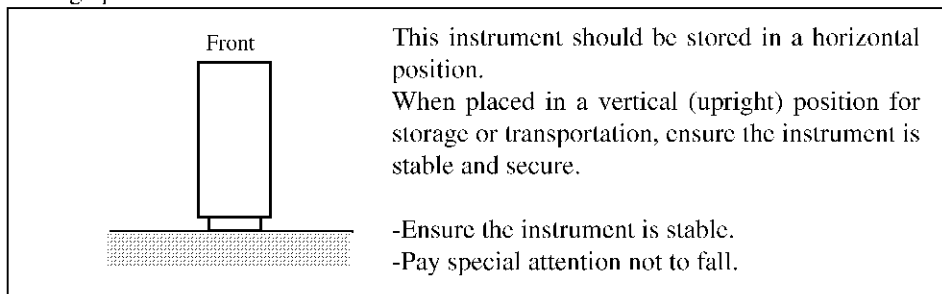 Front
This instrument should be stored in a horizontal
position.
When placed in a vertical (upright) position for
storage or transportation, ensure the instrument is
stable and secure.
-Ensure the instrument is stable.
-Pay special attention not to fall.